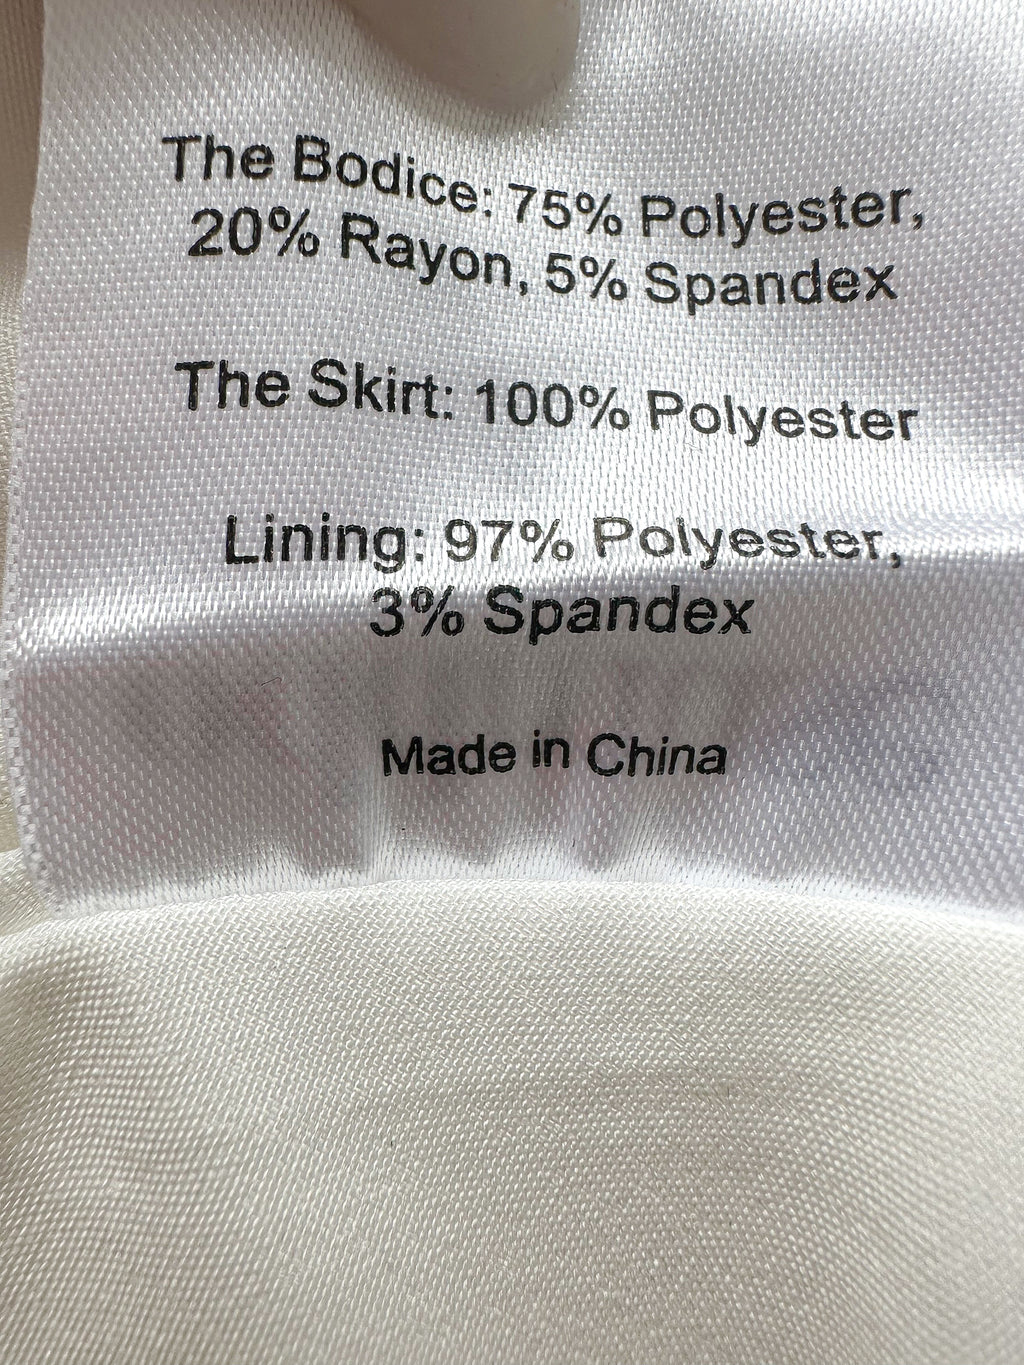 The Bodice: 75% Polyester,
20% Rayon, 5% Spandex
The Skirt: 100% Polyester
Lining: 97% Polyester,
3% Spandex
Made in China